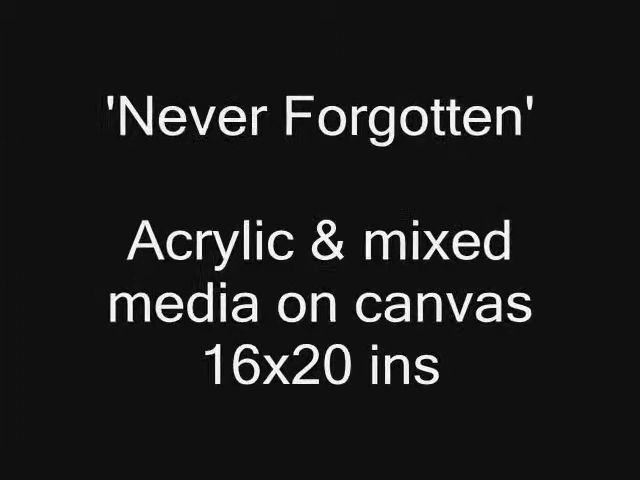 'Never Forgotten'
Acrylic & mixed
media on canvas
16x20 ins